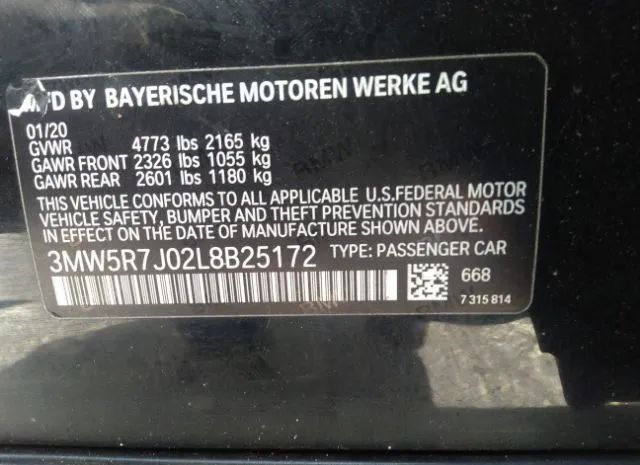 MFD BY BAYERISCHE MOTOREN WERKE AG
01/20
GVWR 4773 lbs 2165 kg
GAWR FRONT 2326 lbs 1055 kg
GAWR REAR 2601 lbs 1180 kg
THIS VEHICLE CONFORMS TO ALL APPLICABLE U.S.FEDERAL MOTOR
VEHICLE SAFETY, BUMPER AND THEFT PREVENTION STANDARDS
IN EFFECT ON THE DATE OF MANUFACTURE SHOWN ABOVE.
3MW5R7J02L8B25172 TYPE: PASSENGER CAR
668
7 315 814